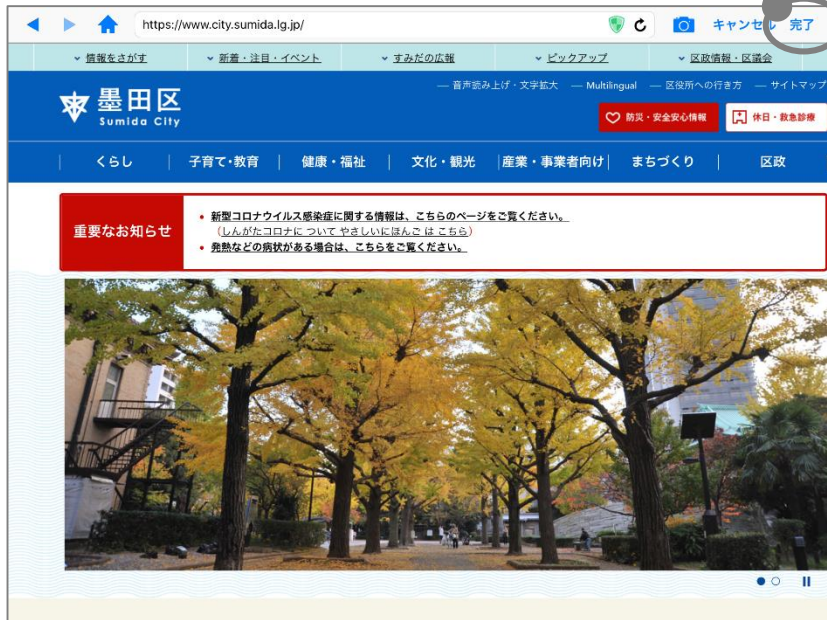 https://www.city.sumida.lg.jp/ キャンセル 完了
情報をさがす 新着・注目・イベント すみだの広報 ピックアップ 区政情報・区議会
音声読み上げ・文字拡大 Multilingual 区役所への行き方 サイトマップ
墨田区
Sumida City
防災・安全安心情報 休日・救急診療
くらし 子育て・教育 健康・福祉 文化・観光 産業・事業者向け まちづくり 区政
重要なお知らせ
新型コロナウイルス感染症に関する情報は、こちらのページをご覧ください。
（しんがたコロナに ついて やさしいにほんご は こちら）
発熱などの病状がある場合は、こちらをご覧ください。